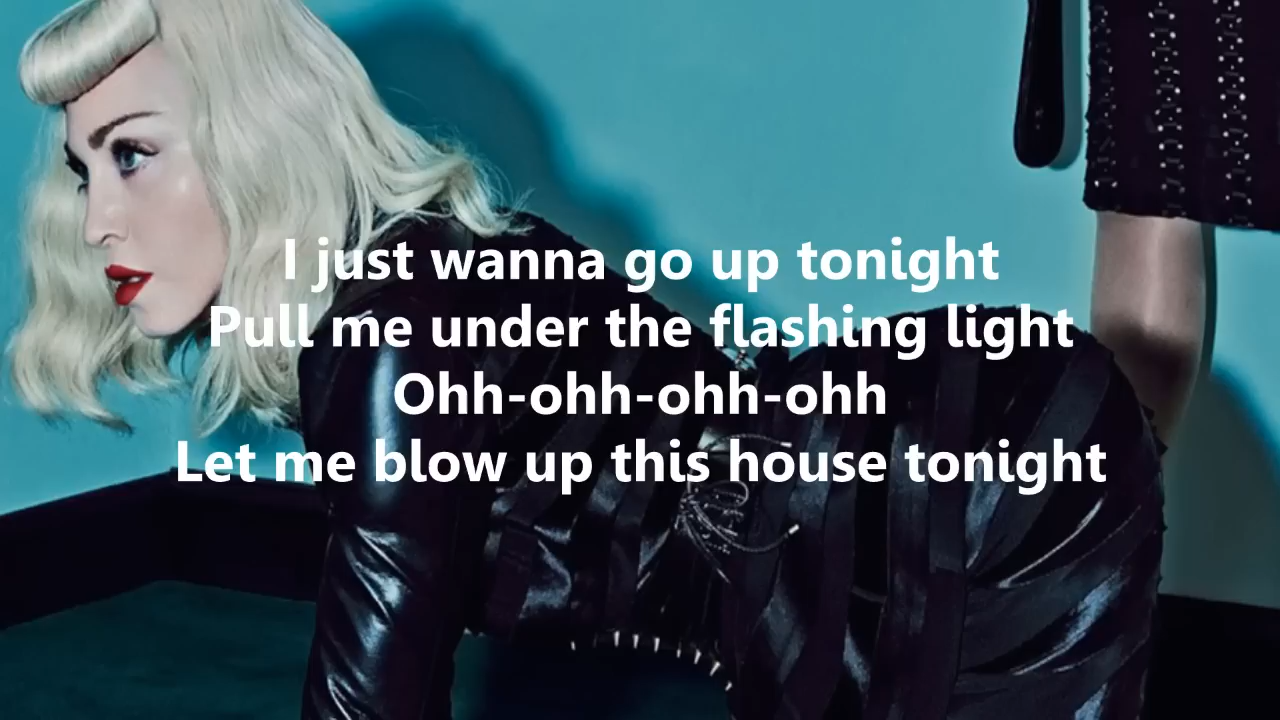 I just wanna go up tonight
Pull me under the flashing light
Ohh-ohh-ohh-ohh
Let me blow up this house tonight